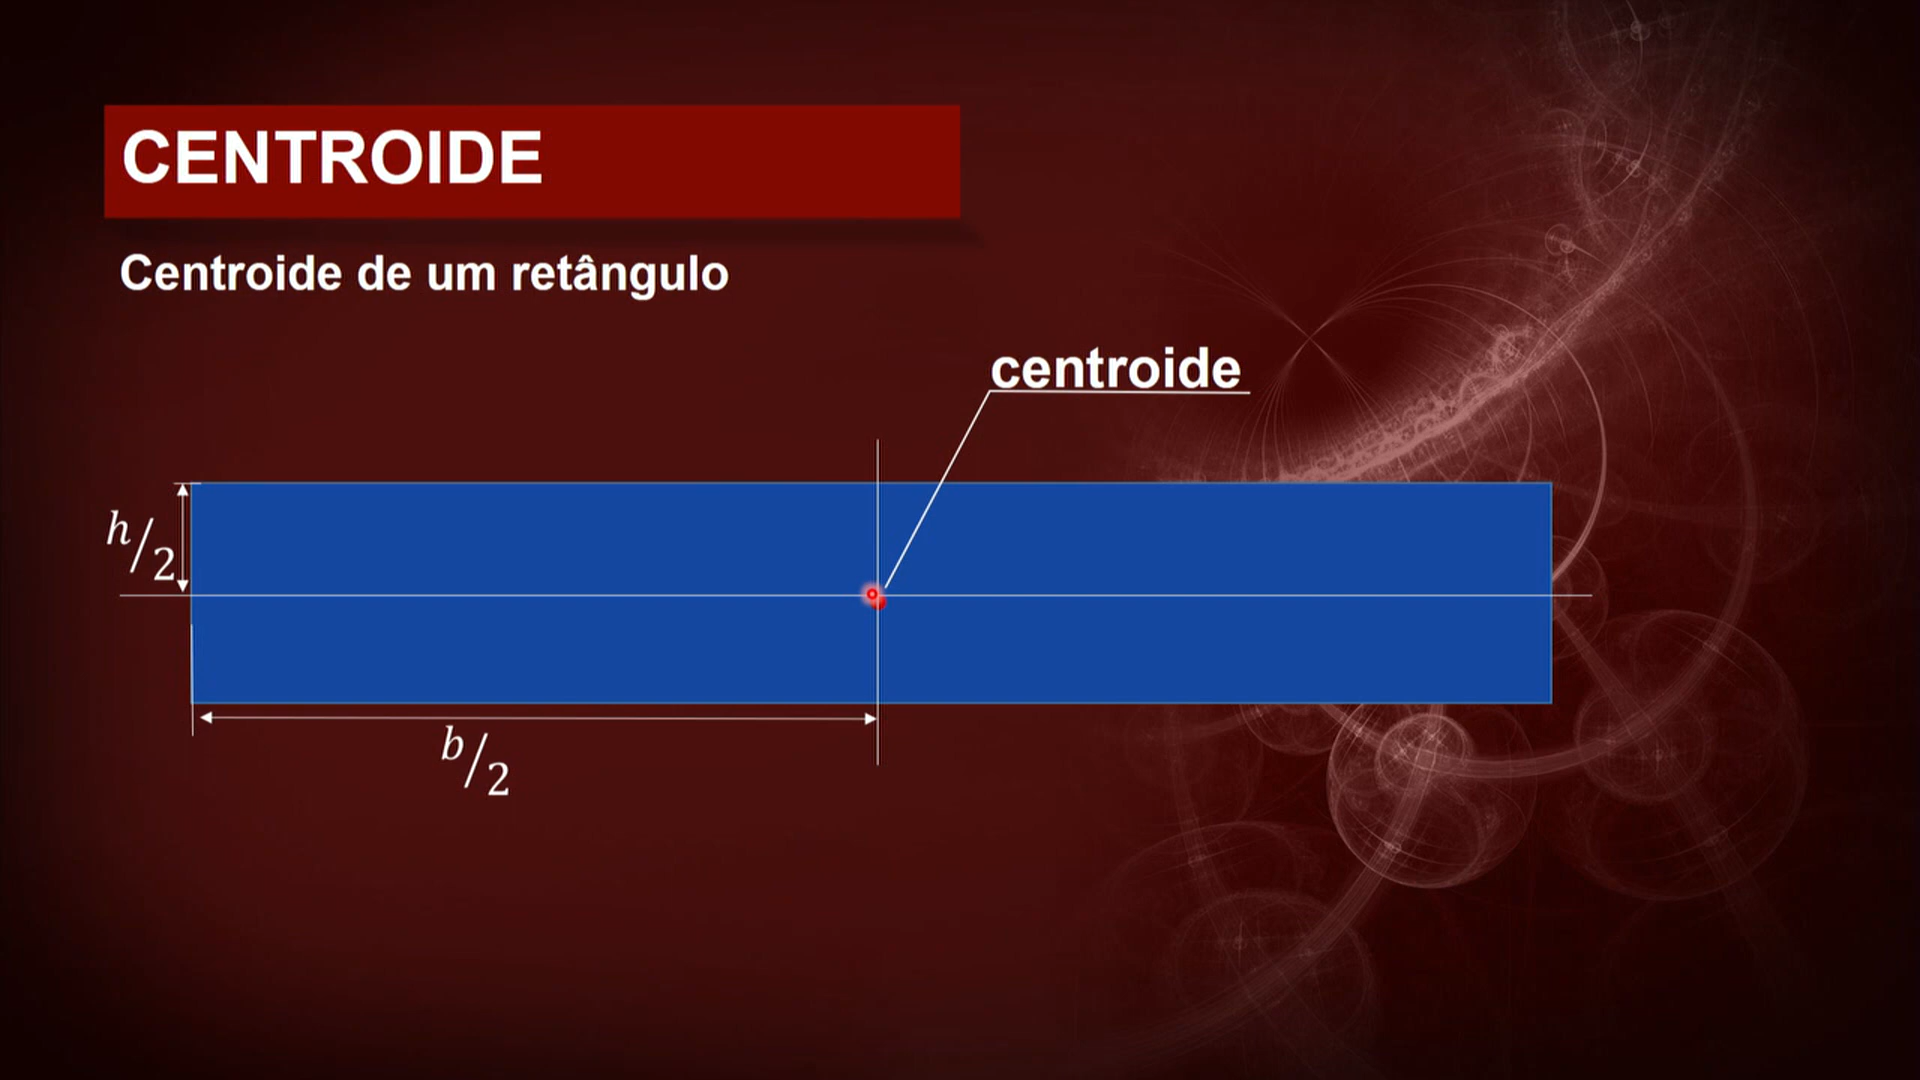 CENTROIDE
Centroide de um retângulo
centroide
h/2
b/2